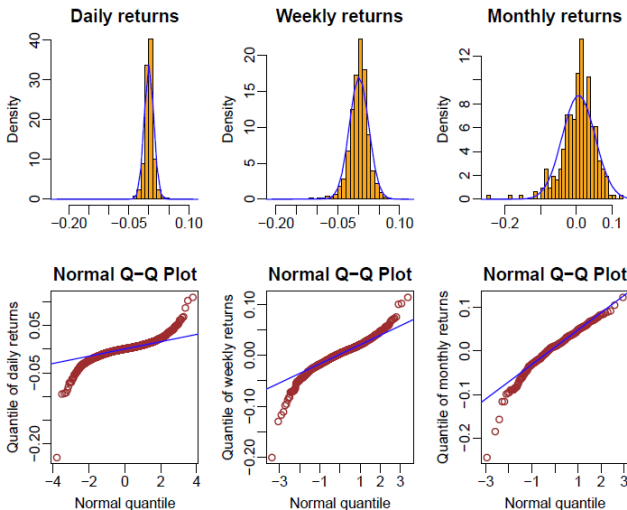 Daily returns
Weekly returns
Monthly returns
Density
0 10 20 30 40
−0.20 0.10
Density
0 5 10 15 20
−0.20 −0.05 0.10
Density
0 3 6 9 12
−0.2 0.0 0.1
Normal Q−Q Plot
Normal Q−Q Plot
Normal Q−Q Plot
Quantile of daily returns
−0.20 −0.05 0.05
−4 −2 0 2 4
Normal quantile
Quantile of weekly returns
−0.20 −0.10 0.00 0.10
−3 −1 0 1 2 3
Normal quantile
Quantile of monthly returns
−0.2 −0.1 0.0 0.1
−3 −2 −1 0 1 2 3
Normal quantile